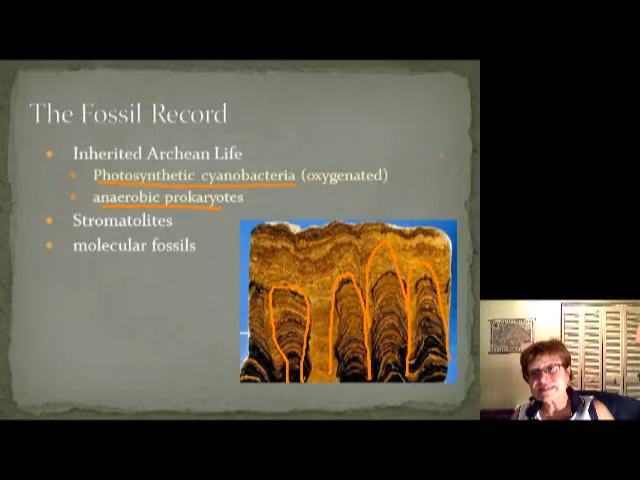 The Fossil Record
Inherited Archean Life
Photosynthetic cyanobacteria (oxygenated)
anaerobic prokaryotes
Stromatolites
molecular fossils